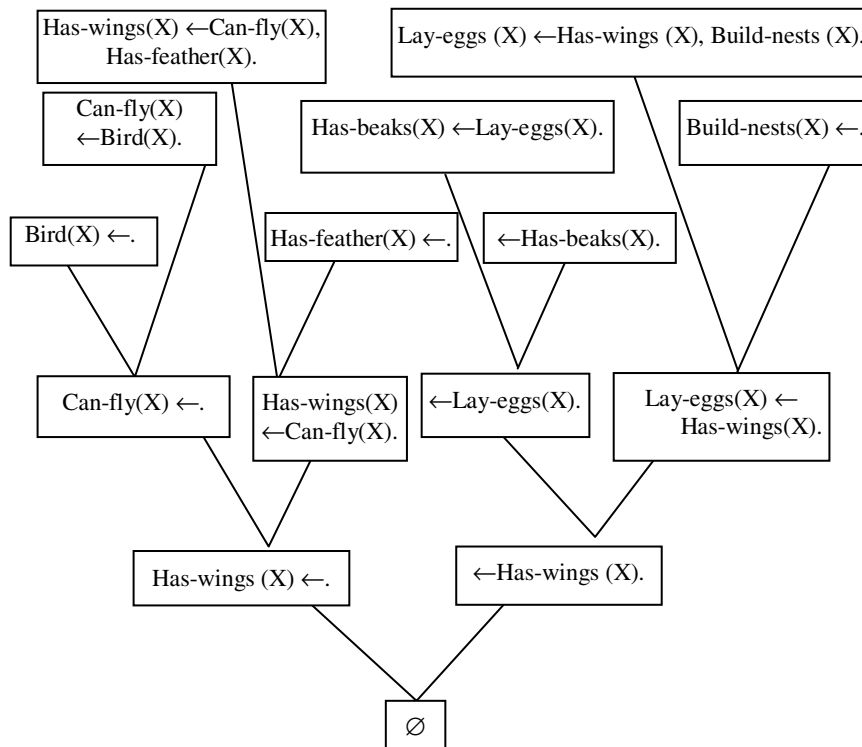 Has-wings(X) ←Can-fly(X),
Has-feather(X).
Lay-eggs (X) ←Has-wings (X), Build-nests (X).
Can-fly(X)
←Bird(X).
Has-beaks(X) ←Lay-eggs(X).
Build-nests(X) ←.
Bird(X) ←.
Has-feather(X) ←.
←Has-beaks(X).
Can-fly(X) ←.
Has-wings(X)
←Can-fly(X).
←Lay-eggs(X).
Lay-eggs(X) ←
Has-wings(X).
Has-wings (X) ←.
←Has-wings (X).
∅